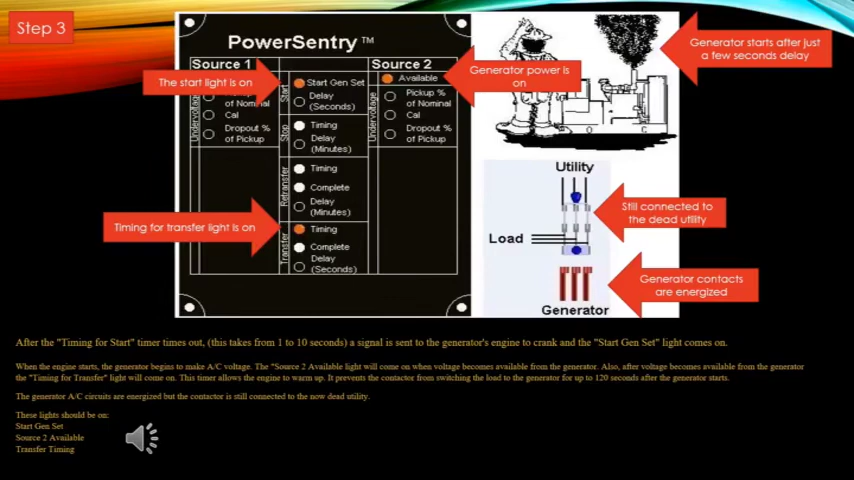 Step 3
PowerSentry ™
Source 1
Source 2
The start light is on
Start
Start Gen Set
Delay
(Seconds)
Available
Generator power is
on
Generator starts after just
a few seconds delay
Undervoltage
of Nominal
Cal
Dropout %
of Pickup
Stop
Timing
Delay
(Minutes)
Undervoltage
Pickup %
of Nominal
Cal
Dropout %
of Pickup
Retransfer
Timing
Complete
Delay
(Minutes)
Timing for transfer light is on
Transfer
Timing
Complete
Delay
(Seconds)
Utility
Still connected to
the dead utility
Load
Generator contacts
are energized
Generator
After the "Timing for Start" timer times out, (this takes from 1 to 10 seconds) a signal is sent to the generator's engine to crank and the "Start Gen Set" light comes on.
When the engine starts, the generator begins to make A/C voltage. The "Source 2 Available light will come on when voltage becomes available from the generator. Also, after voltage becomes available from the generator
the "Timing for Transfer" light will come on. This timer allows the engine to warm up. It prevents the contactor from switching the load to the generator for up to 120 seconds after the generator starts.
The generator A/C circuits are energized but the contactor is still connected to the now dead utility.
These lights should be on:
Start Gen Set
Source 2 Available
Transfer Timing